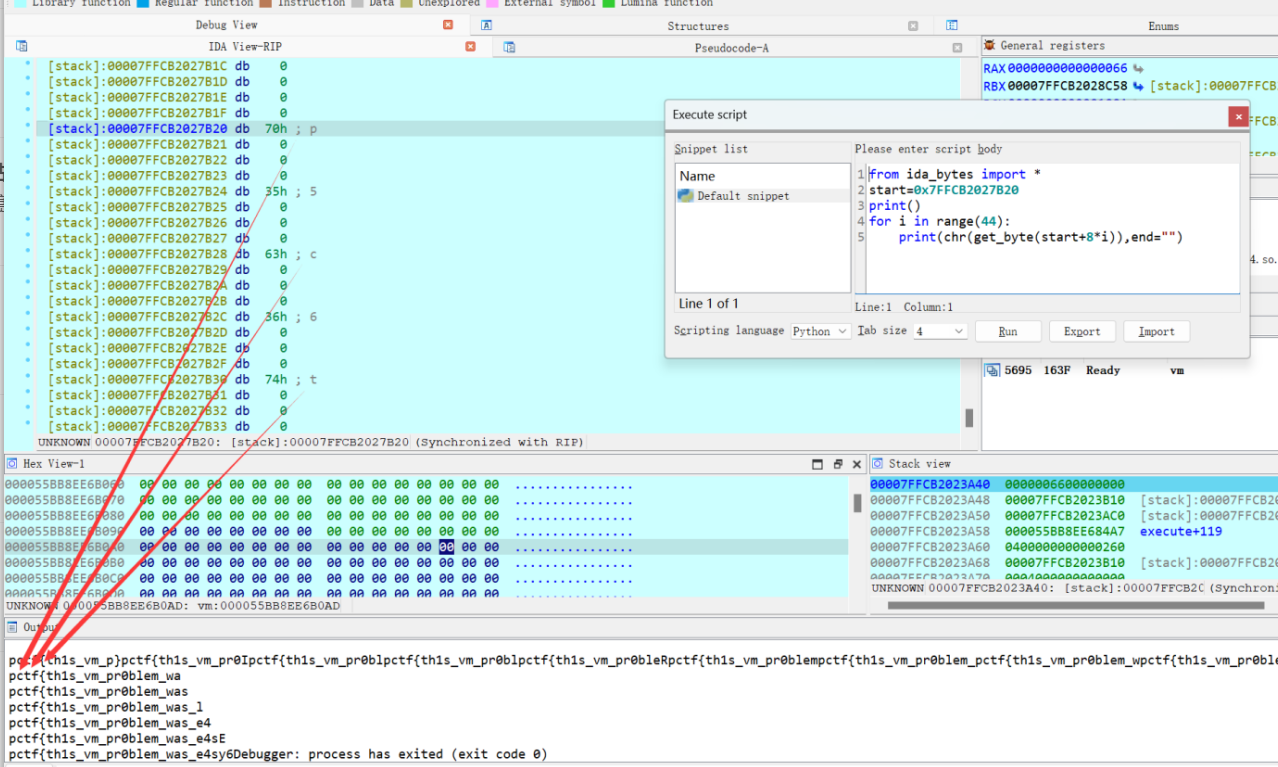 Library function Regular function Instruction Data Unexplored External symbol Lumina function
Debug View Structures Enums
IDA View-RIP Pseudocode-A General registers
[stack]:00007FFCB2027B1C db 0
[stack]:00007FFCB2027B1D db 0
[stack]:00007FFCB2027B1E db 0
[stack]:00007FFCB2027B1F db 0
[stack]:00007FFCB2027B20 db 70h ; p
[stack]:00007FFCB2027B21 db 0
[stack]:00007FFCB2027B22 db 0
[stack]:00007FFCB2027B23 db 0
[stack]:00007FFCB2027B24 db 35h ; 5
[stack]:00007FFCB2027B25 db 0
[stack]:00007FFCB2027B26 db 0
[stack]:00007FFCB2027B27 db 0
[stack]:00007FFCB2027B28 db 63h ; c
[stack]:00007FFCB2027B29 db 0
[stack]:00007FFCB2027B2A db 0
[stack]:00007FFCB2027B2B db 0
[stack]:00007FFCB2027B2C db 36h ; 6
[stack]:00007FFCB2027B2D db 0
[stack]:00007FFCB2027B2E db 0
[stack]:00007FFCB2027B2F db 0
[stack]:00007FFCB2027B30 db 74h ; t
[stack]:00007FFCB2027B31 db 0
[stack]:00007FFCB2027B32 db 0
[stack]:00007FFCB2027B33 db 0
UNKNOWN 00007FFCB2027B20: [stack]:00007FFCB2027B20 (Synchronized with RIP)
RAX 0000000000000066
RBX 00007FFCB2028C58 [stack]:00007FFCB
Execute script
Snippet list
Name
Default snippet
Line 1 of 1
Please enter script body
1 from ida_bytes import *
2 start=0x7FFCB2027B20
3 print()
4 for i in range(44):
5 print(chr(get_byte(start+8*i)),end="")
Line:1 Column:1
Scripting language Python Tab size 4 Run Export Import
4. so.
5695 163F Ready vm
Hex View-1
000055BB8EE6B060 00 00 00 00 00 00 00 00 00 00 00 00 00 00 00 00 ................
000055BB8EE6B070 00 00 00 00 00 00 00 00 00 00 00 00 00 00 00 00 ................
000055BB8EE6B080 00 00 00 00 00 00 00 00 00 00 00 00 00 00 00 00 ................
000055BB8EE6B090 00 00 00 00 00 00 00 00 00 00 00 00 00 00 00 00 ................
000055BB8EE6B0A0 00 00 00 00 00 00 00 00 00 00 00 00 00 00 00 00 ................
000055BB8EE6B0B0 00 00 00 00 00 00 00 00 00 00 00 00 00 00 00 00 ................
000055BB8EE6B0C0 00 00 00 00 00 00 00 00 00 00 00 00 00 00 00 00 ................
UNKNOWN 000055BB8EE6B0AD: vm:000055BB8EE6B0AD
Stack view
00007FFCB2023A40 0000006600000000
00007FFCB2023A48 00007FFCB2023B10 [stack]:00007FFCB20
00007FFCB2023A50 00007FFCB2023AC0 [stack]:00007FFCB20
00007FFCB2023A58 000055BB8EE684A7 execute+119
00007FFCB2023A60 0400000000000260
00007FFCB2023A68 00007FFCB2023B10 [stack]:00007FFCB20
00007FFCB2023A70 0004000000000000
UNKNOWN 00007FFCB2023A40: [stack]:00007FFCB20 (Synchroni
Output
pctf{th1s_vm_p}pctf{th1s_vm_pr0Ipctf{th1s_vm_pr0blpctf{th1s_vm_pr0blpctf{th1s_vm_pr0bleRpctf{th1s_vm_pr0blempctf{th1s_vm_pr0blem_pctf{th1s_vm_pr0blem_wpctf{th1s_vm_pr0ble
pctf{th1s_vm_pr0blem_wa
pctf{th1s_vm_pr0blem_was
pctf{th1s_vm_pr0blem_was_l
pctf{th1s_vm_pr0blem_was_e4
pctf{th1s_vm_pr0blem_was_e4sE
pctf{th1s_vm_pr0blem_was_e4sy6Debugger: process has exited (exit code 0)